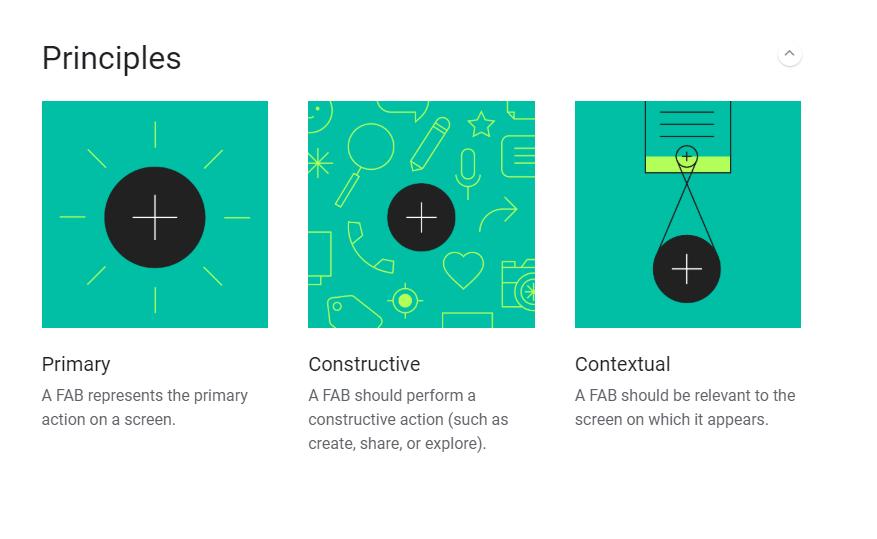 Principles
Primary
A FAB represents the primary
action on a screen.
Constructive
A FAB should perform a
constructive action (such as
create, share, or explore).
Contextual
A FAB should be relevant to the
screen on which it appears.